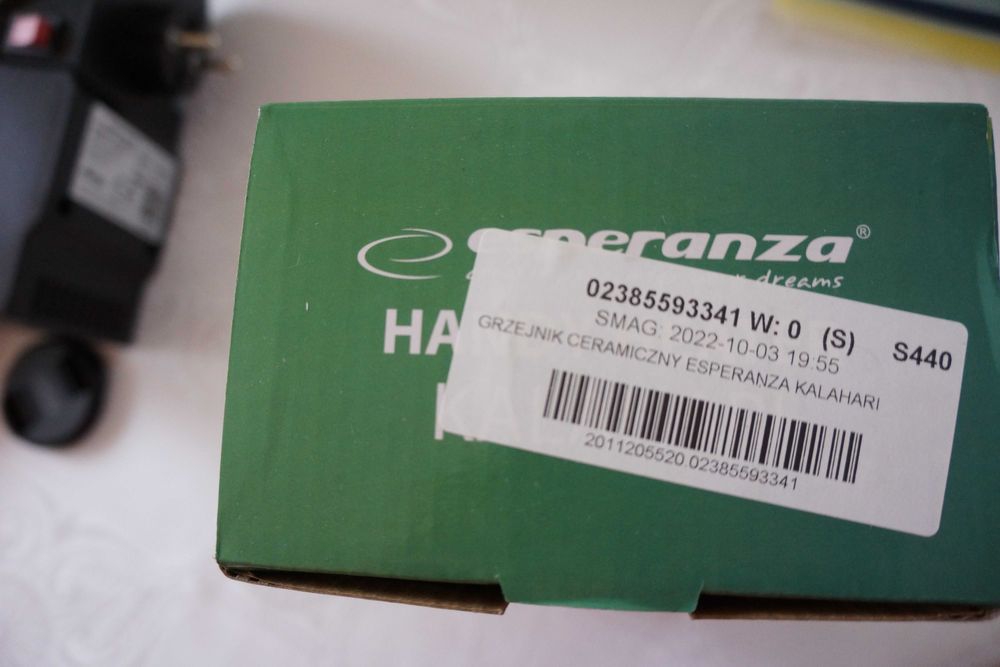 esperanza®
dreams
HA
02385593341 W: 0 (S) S440
SMAG: 2022-10-03 19:55
GRZEJNIK CERAMICZNY ESPERANZA KALAHARI
2011205520.02385593341